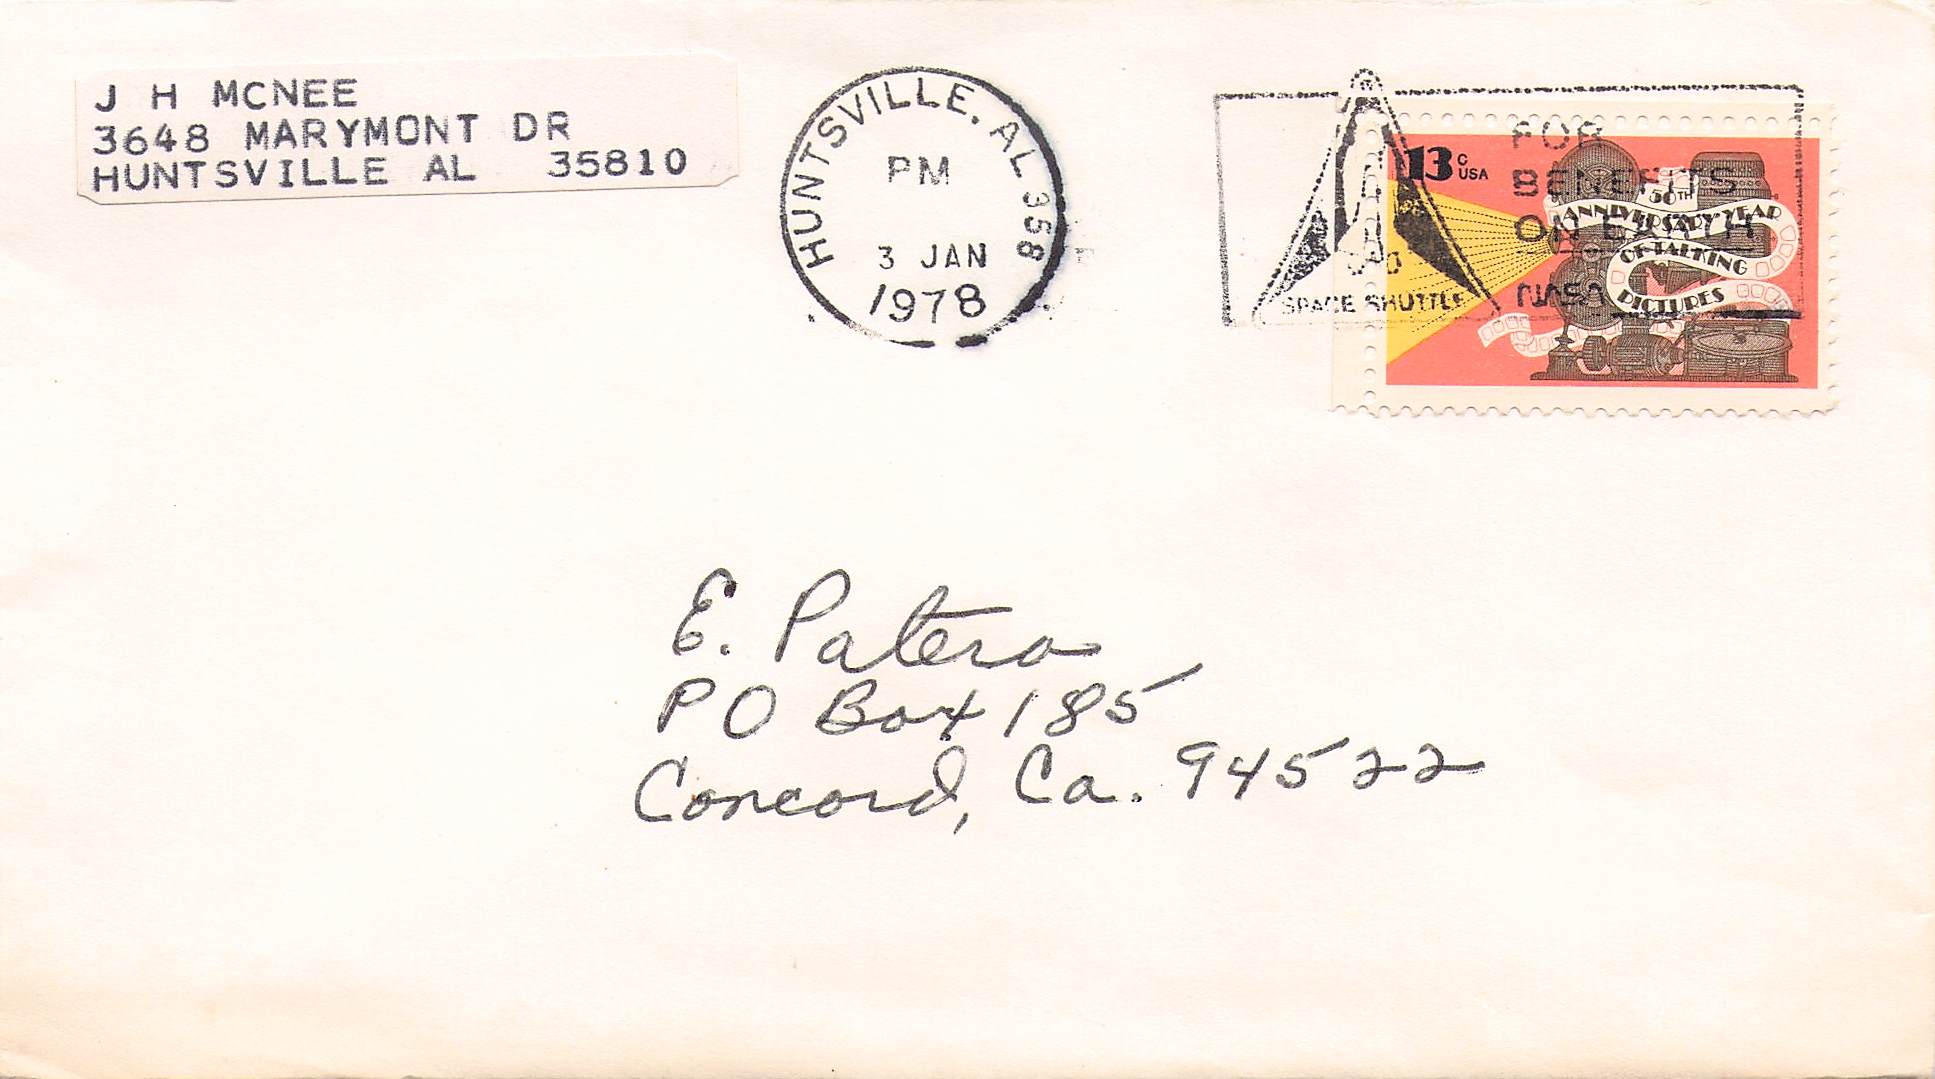 J H MCNEE
3648 MARYMONT DR
HUNTSVILLE AL 35810
HUNTSVILLE, AL 358
PM
3 JAN
1978
SPACE SHUTTLE
FOR
BENEFITS
ON EARTH
NASA
13c USA
50TH
ANNIVERSARY YEAR
OF TALKING
PICTURES
E. Patera
PO Box 185
Concord, Ca. 94522